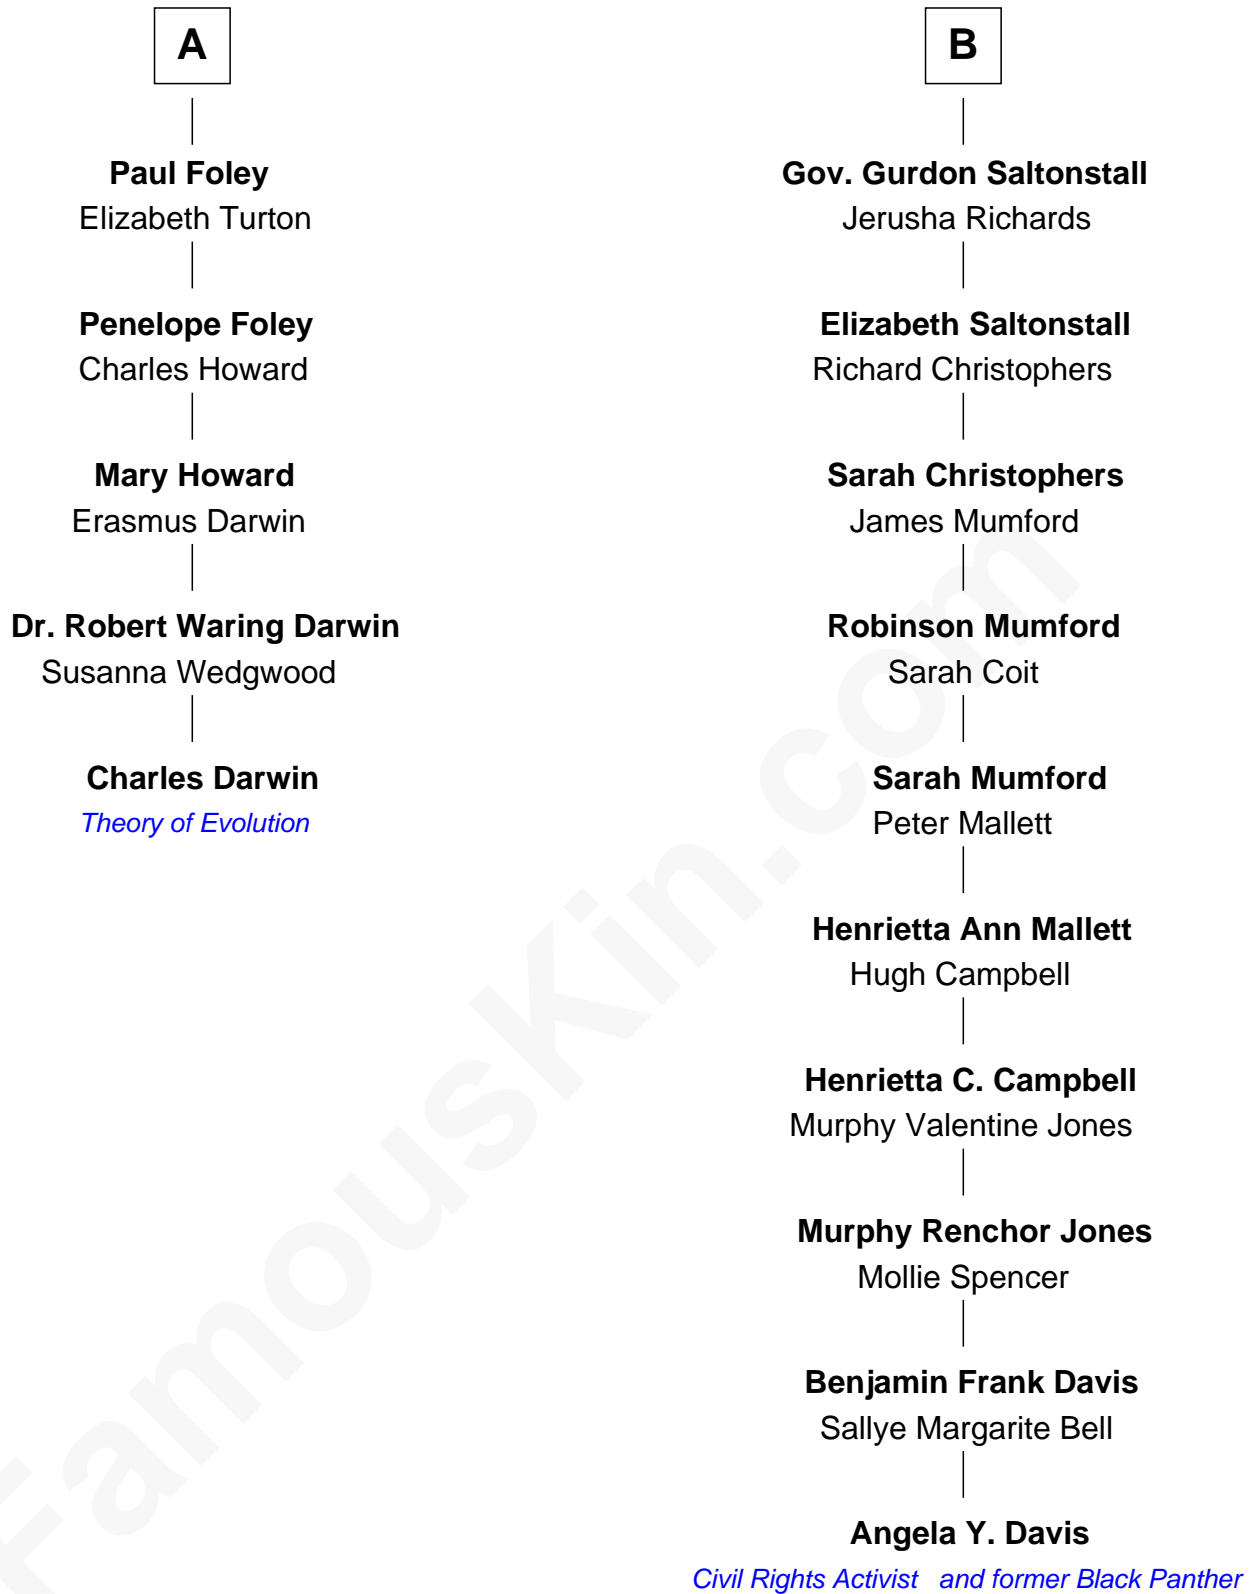 A
Paul Foley
Elizabeth Turton
Penelope Foley
Charles Howard
Mary Howard
Erasmus Darwin
Dr. Robert Waring Darwin
Susanna Wedgwood
Charles Darwin
Theory of Evolution
B
Gov. Gurdon Saltonstall
Jerusha Richards
Elizabeth Saltonstall
Richard Christophers
Sarah Christophers
James Mumford
Robinson Mumford
Sarah Coit
Sarah Mumford
Peter Mallett
Henrietta Ann Mallett
Hugh Campbell
Henrietta C. Campbell
Murphy Valentine Jones
Murphy Renchor Jones
Mollie Spencer
Benjamin Frank Davis
Sallye Margarite Bell
Angela Y. Davis
Civil Rights Activist and former Black Panther
FamousKin.com